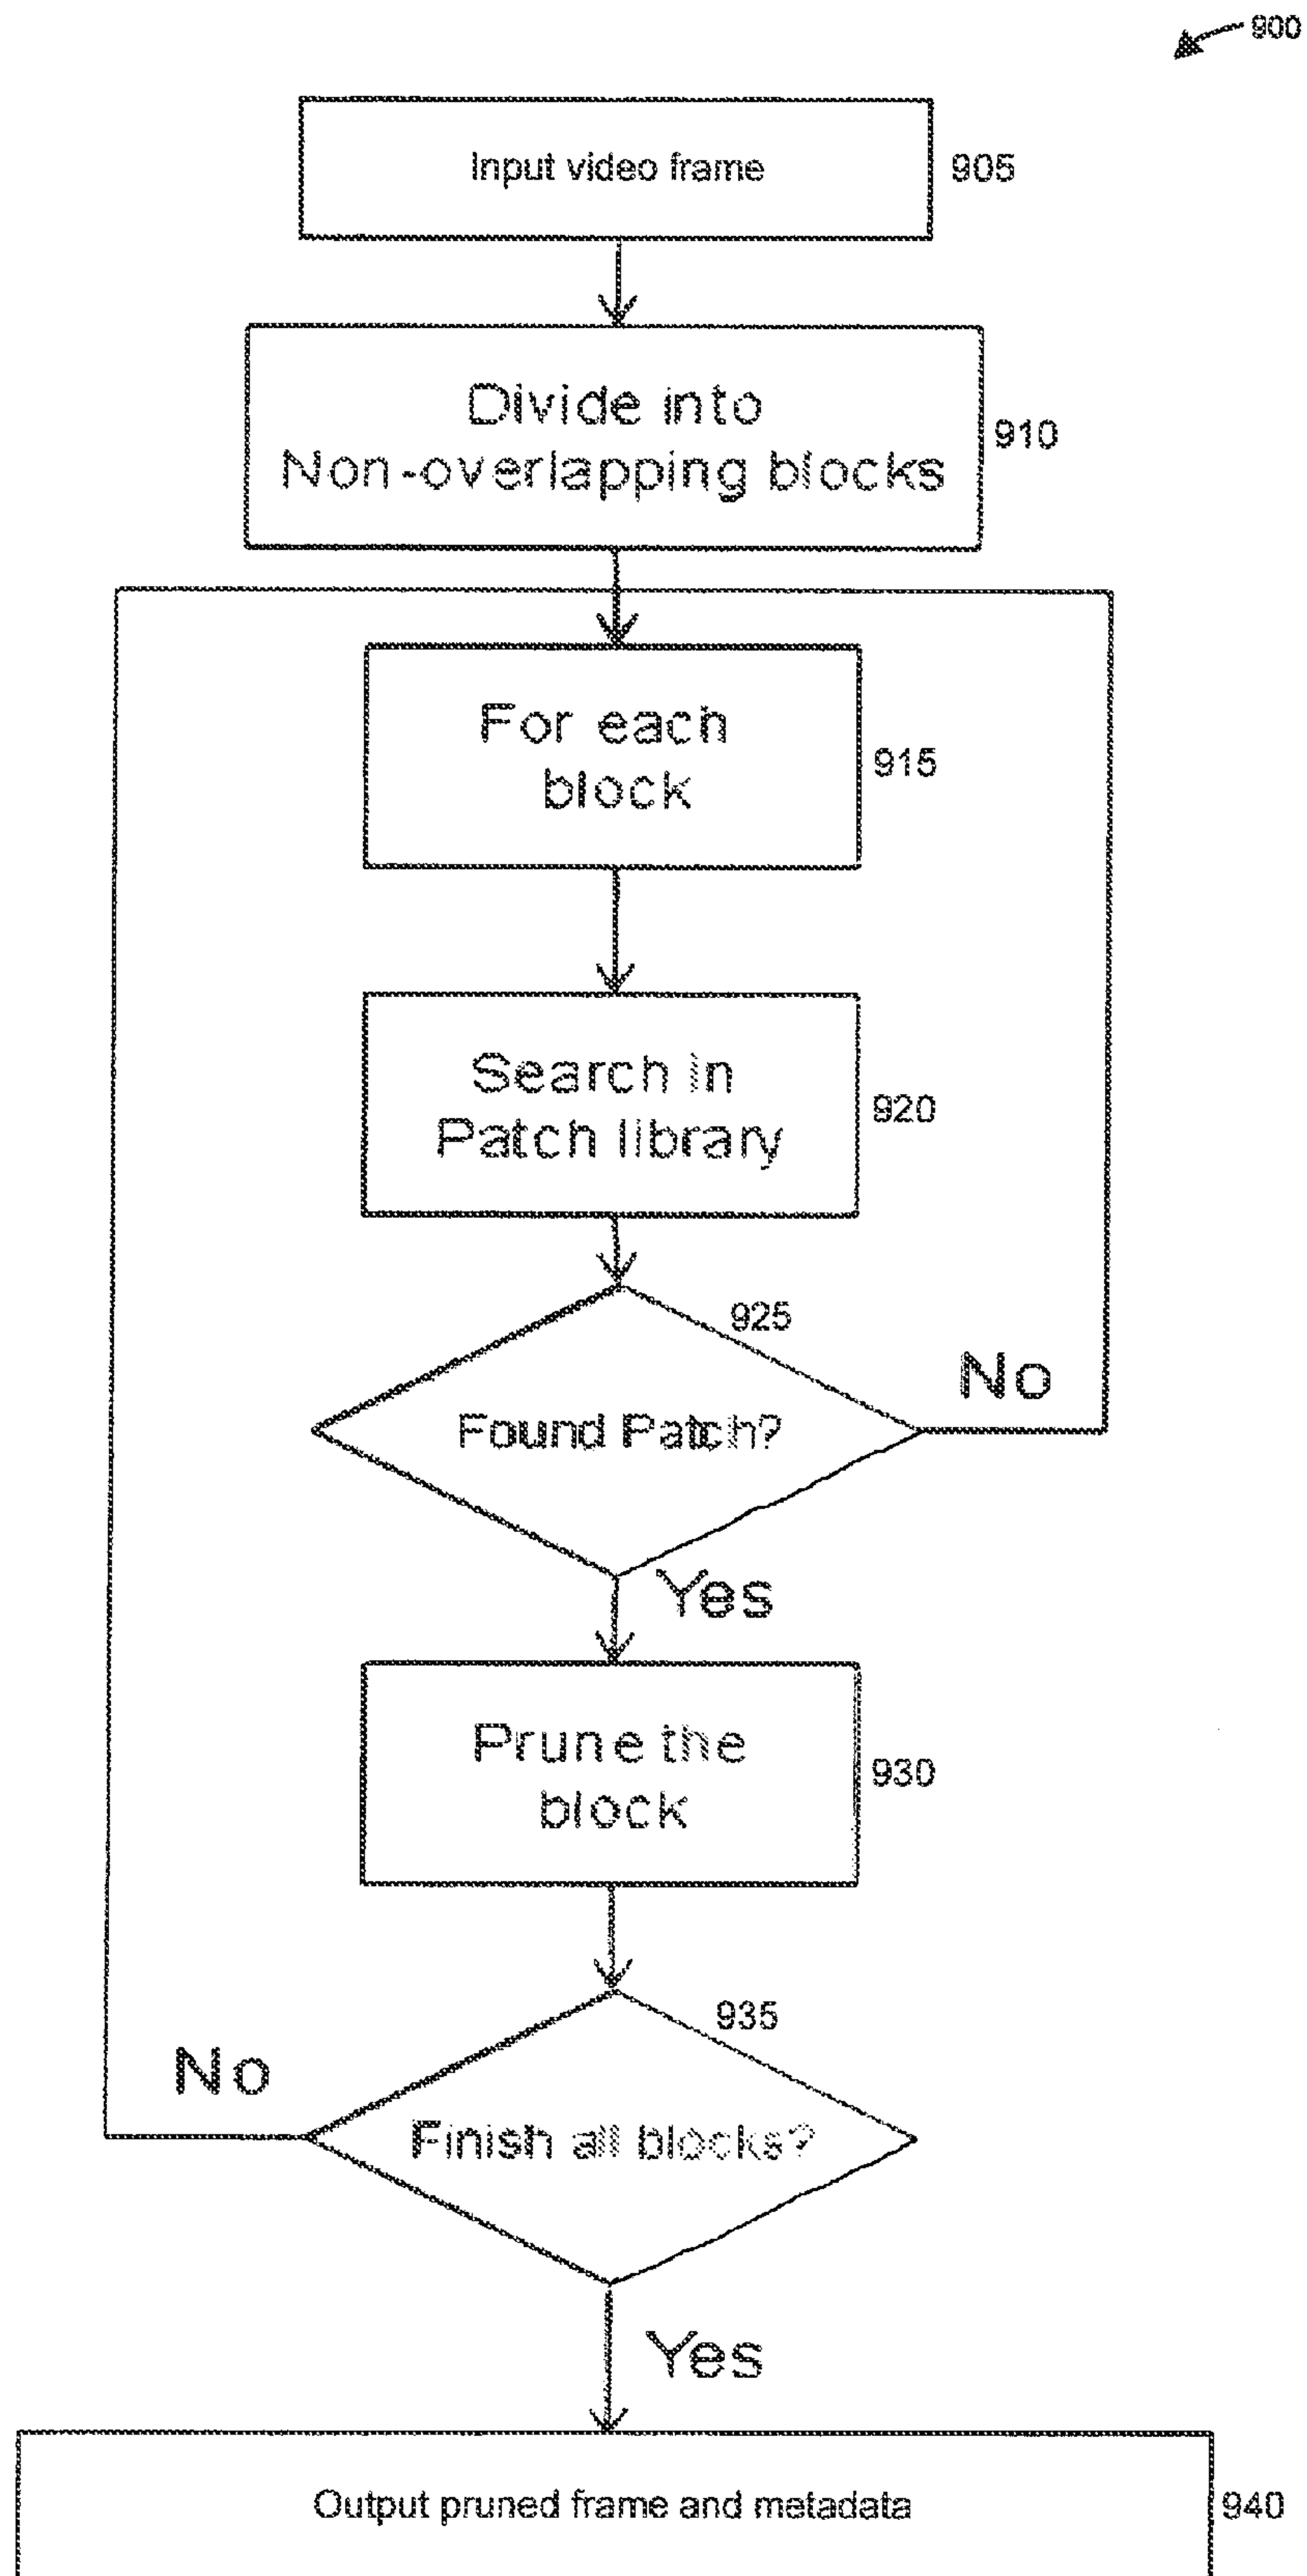 900
Input video frame
905
Divide into
Non-overlapping blocks
910
For each
block
915
Search in
Patch library
920
925
No
Found Patch?
Yes
Prune the
block
930
935
No
Finish all blocks?
Yes
Output pruned frame and metadata
940